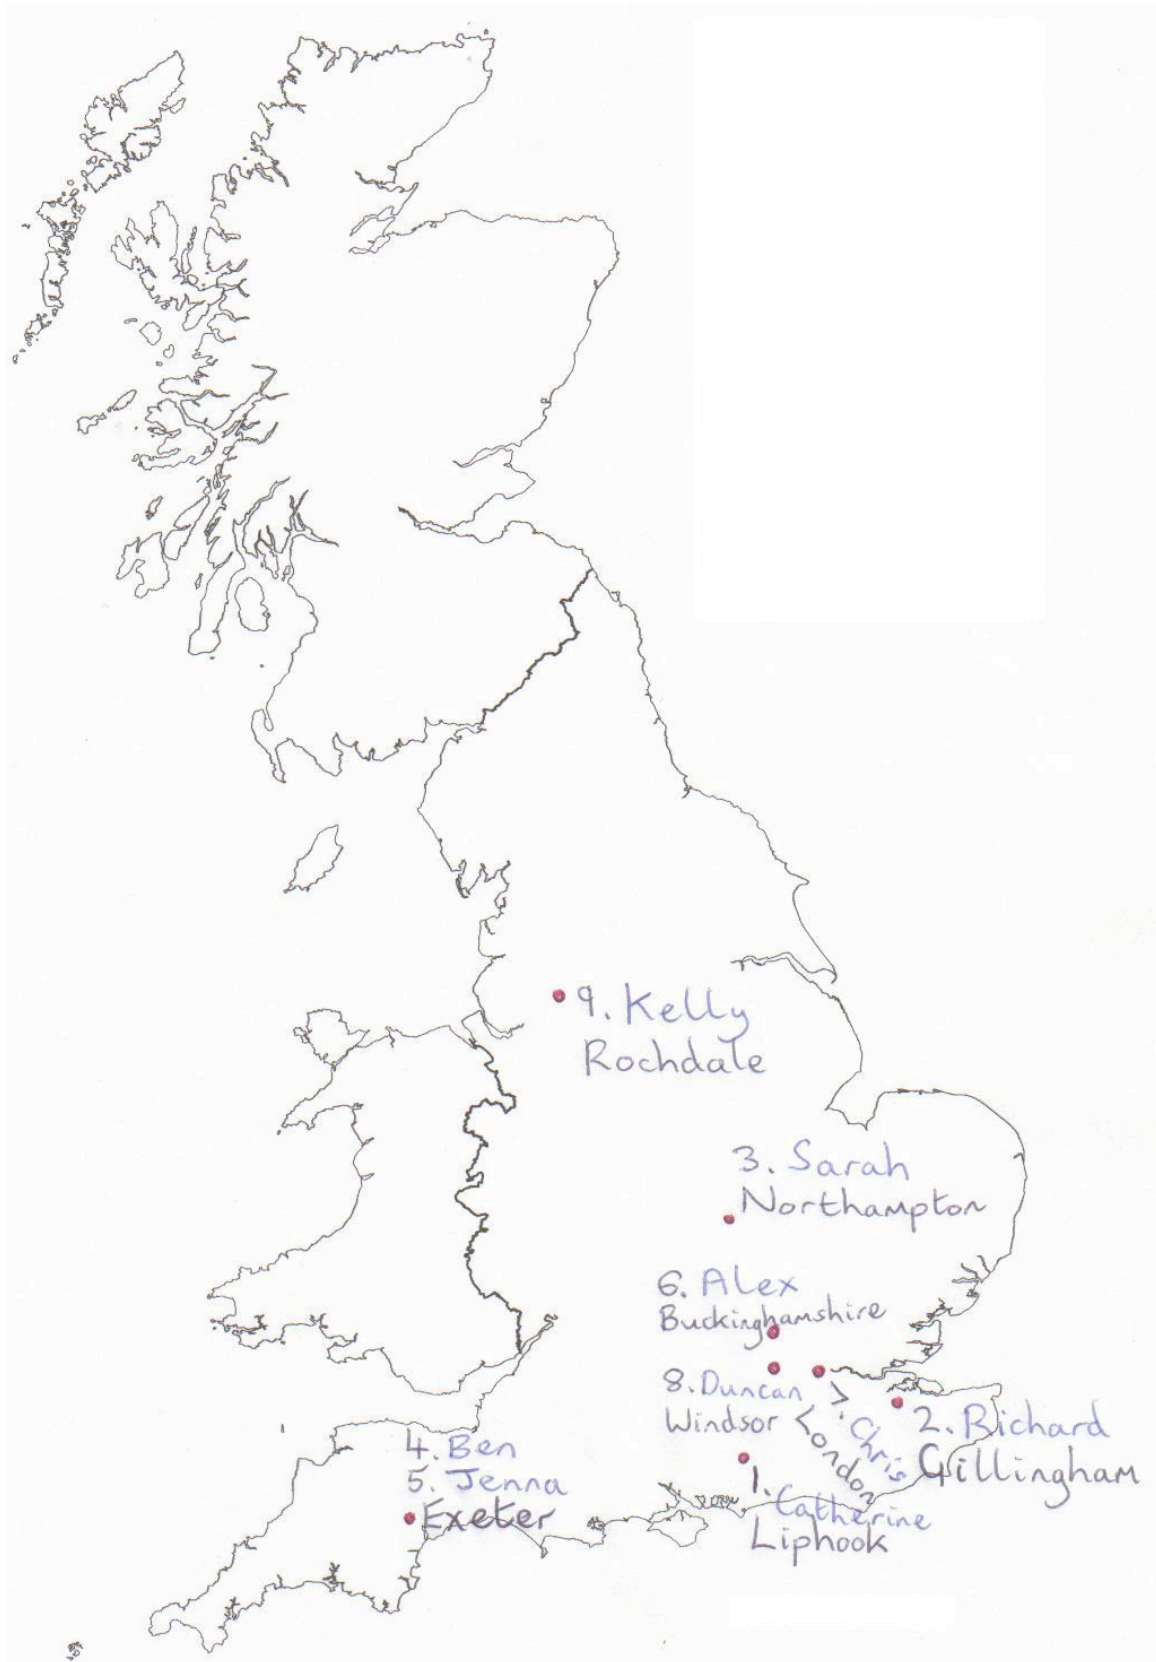 9. Kelly
Rochdale
3. Sarah
Northampton
6. Alex
Buckinghamshire
8. Duncan
Windsor
7. Chris
London
2. Richard
Gillingham
4. Ben
5. Jenna
Exeter
1. Catherine
Liphook